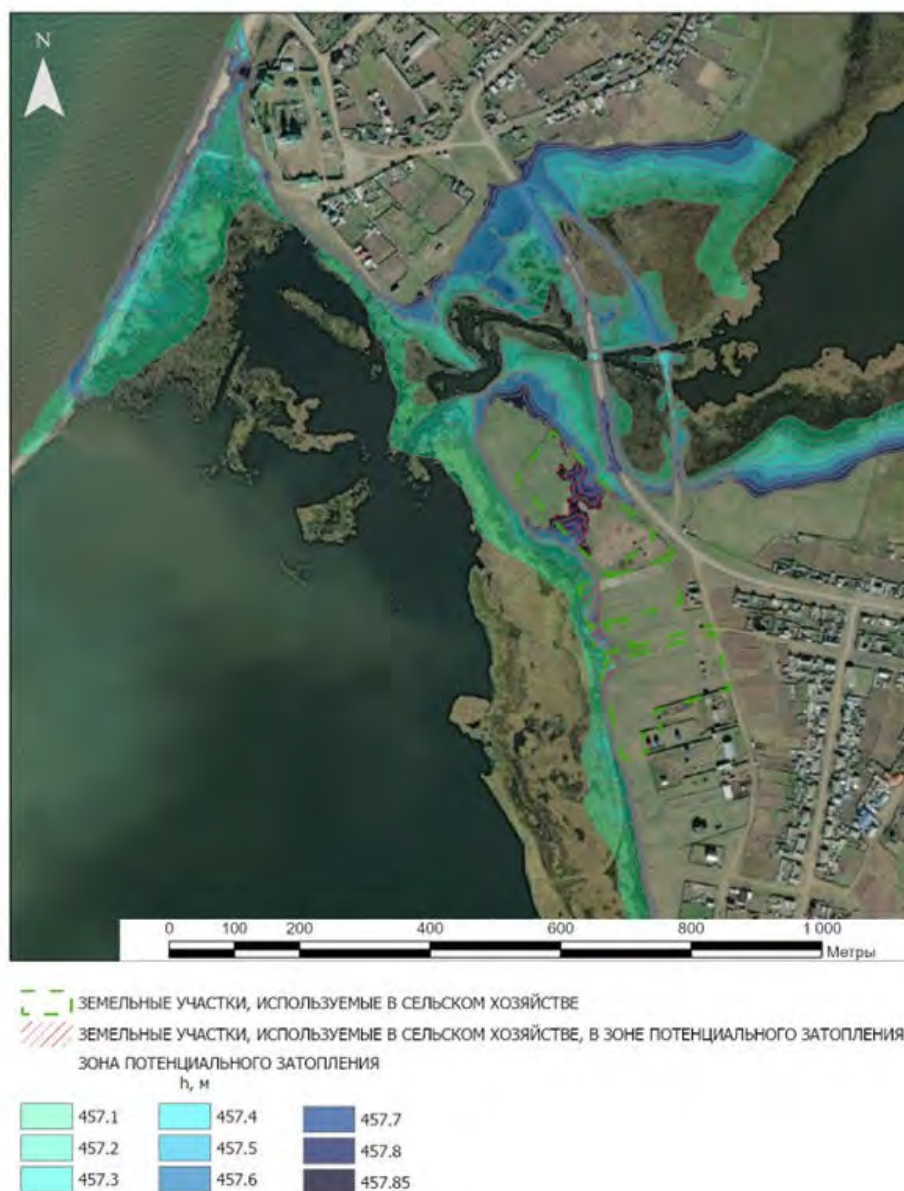 N
0 100 200 400 600 800 1 000
Метры
ЗЕМЕЛЬНЫЕ УЧАСТКИ, ИСПОЛЬЗУЕМЫЕ В СЕЛЬСКОМ ХОЗЯЙСТВЕ
ЗЕМЕЛЬНЫЕ УЧАСТКИ, ИСПОЛЬЗУЕМЫЕ В СЕЛЬСКОМ ХОЗЯЙСТВЕ, В ЗОНЕ ПОТЕНЦИАЛЬНОГО ЗАТОПЛЕНИЯ
ЗОНА ПОТЕНЦИАЛЬНОГО ЗАТОПЛЕНИЯ
h, м
457.1 457.4 457.7
457.2 457.5 457.8
457.3 457.6 457.85